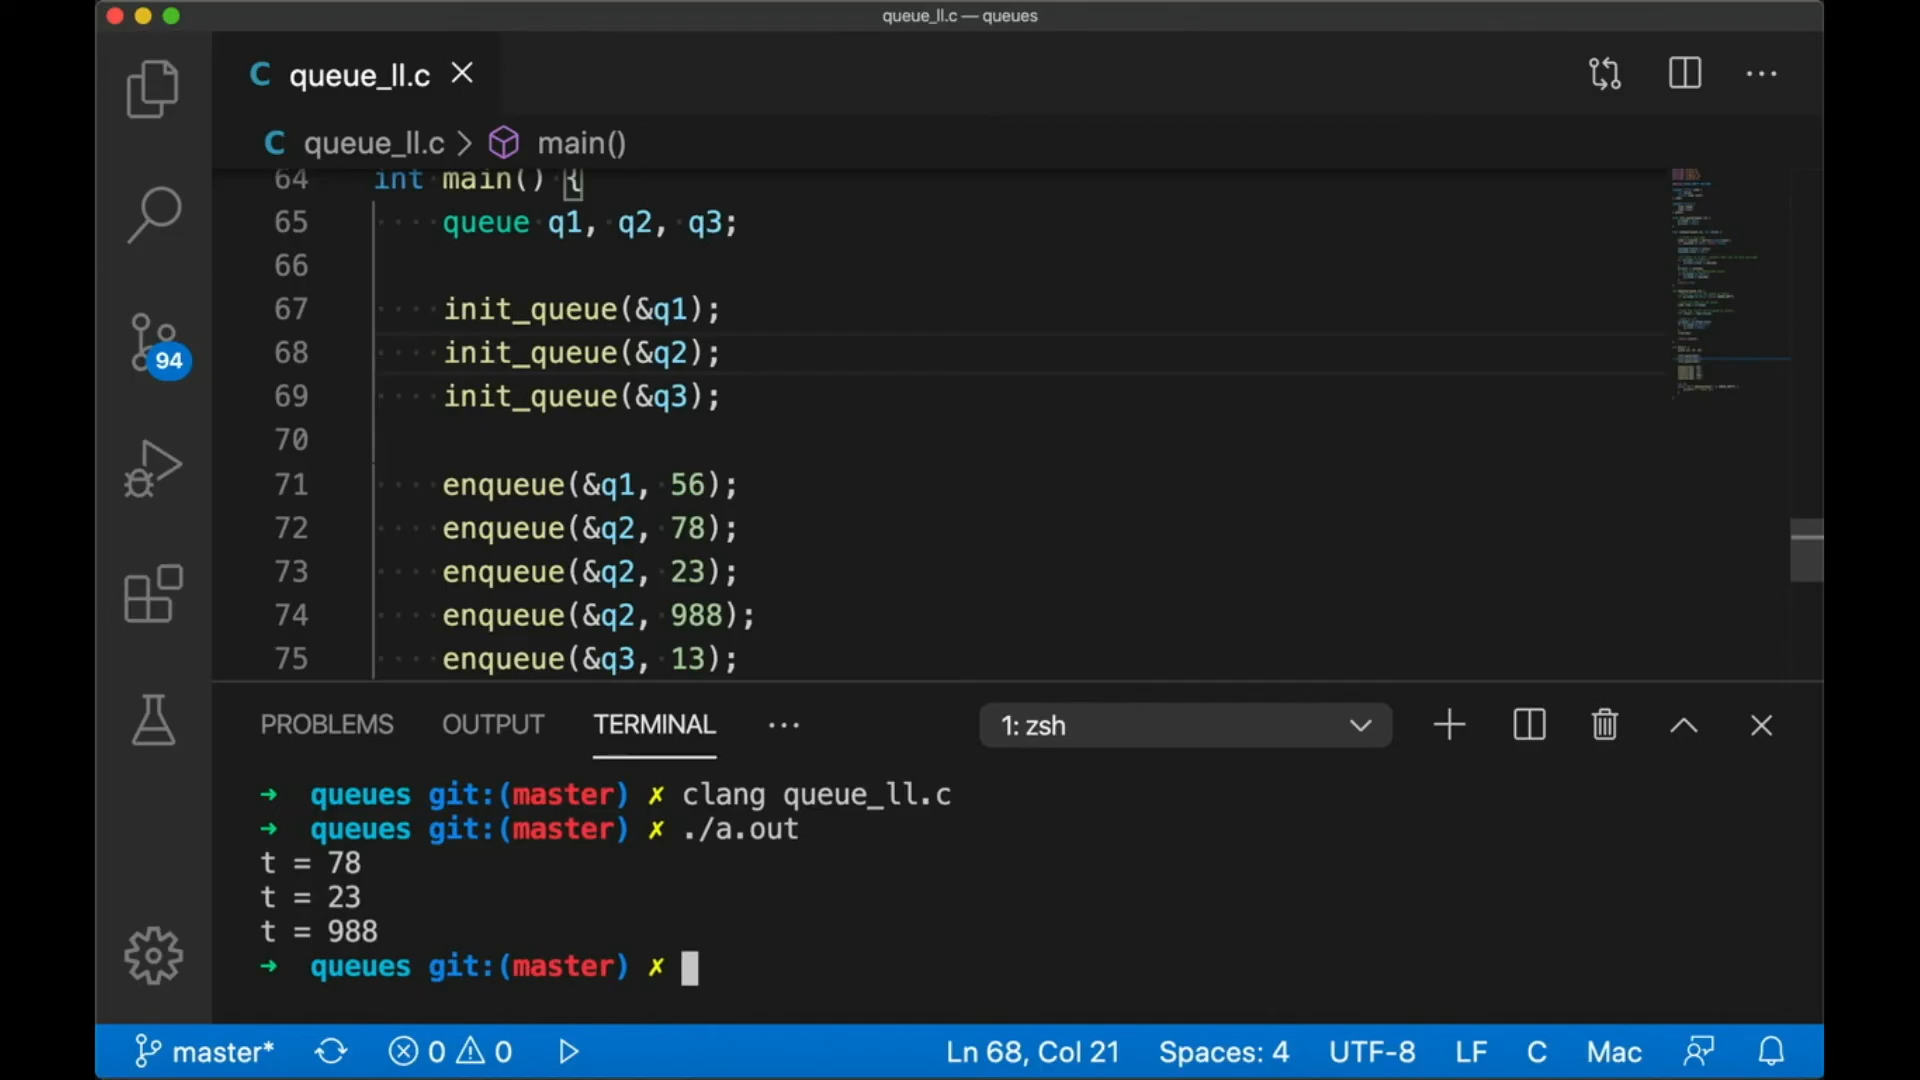 queue_ll.c — queues
C queue_ll.c
C queue_ll.c > main()
64 int main() {
65 queue q1, q2, q3;
66
67 init_queue(&q1);
68 init_queue(&q2);
69 init_queue(&q3);
70
71 enqueue(&q1, 56);
72 enqueue(&q2, 78);
73 enqueue(&q2, 23);
74 enqueue(&q2, 988);
75 enqueue(&q3, 13);
94
PROBLEMS OUTPUT TERMINAL ··· 1: zsh
➜ queues git:(master) ✗ clang queue_ll.c
➜ queues git:(master) ✗ ./a.out
t = 78
t = 23
t = 988
➜ queues git:(master) ✗
master* 0 0 Ln 68, Col 21 Spaces: 4 UTF-8 LF C Mac